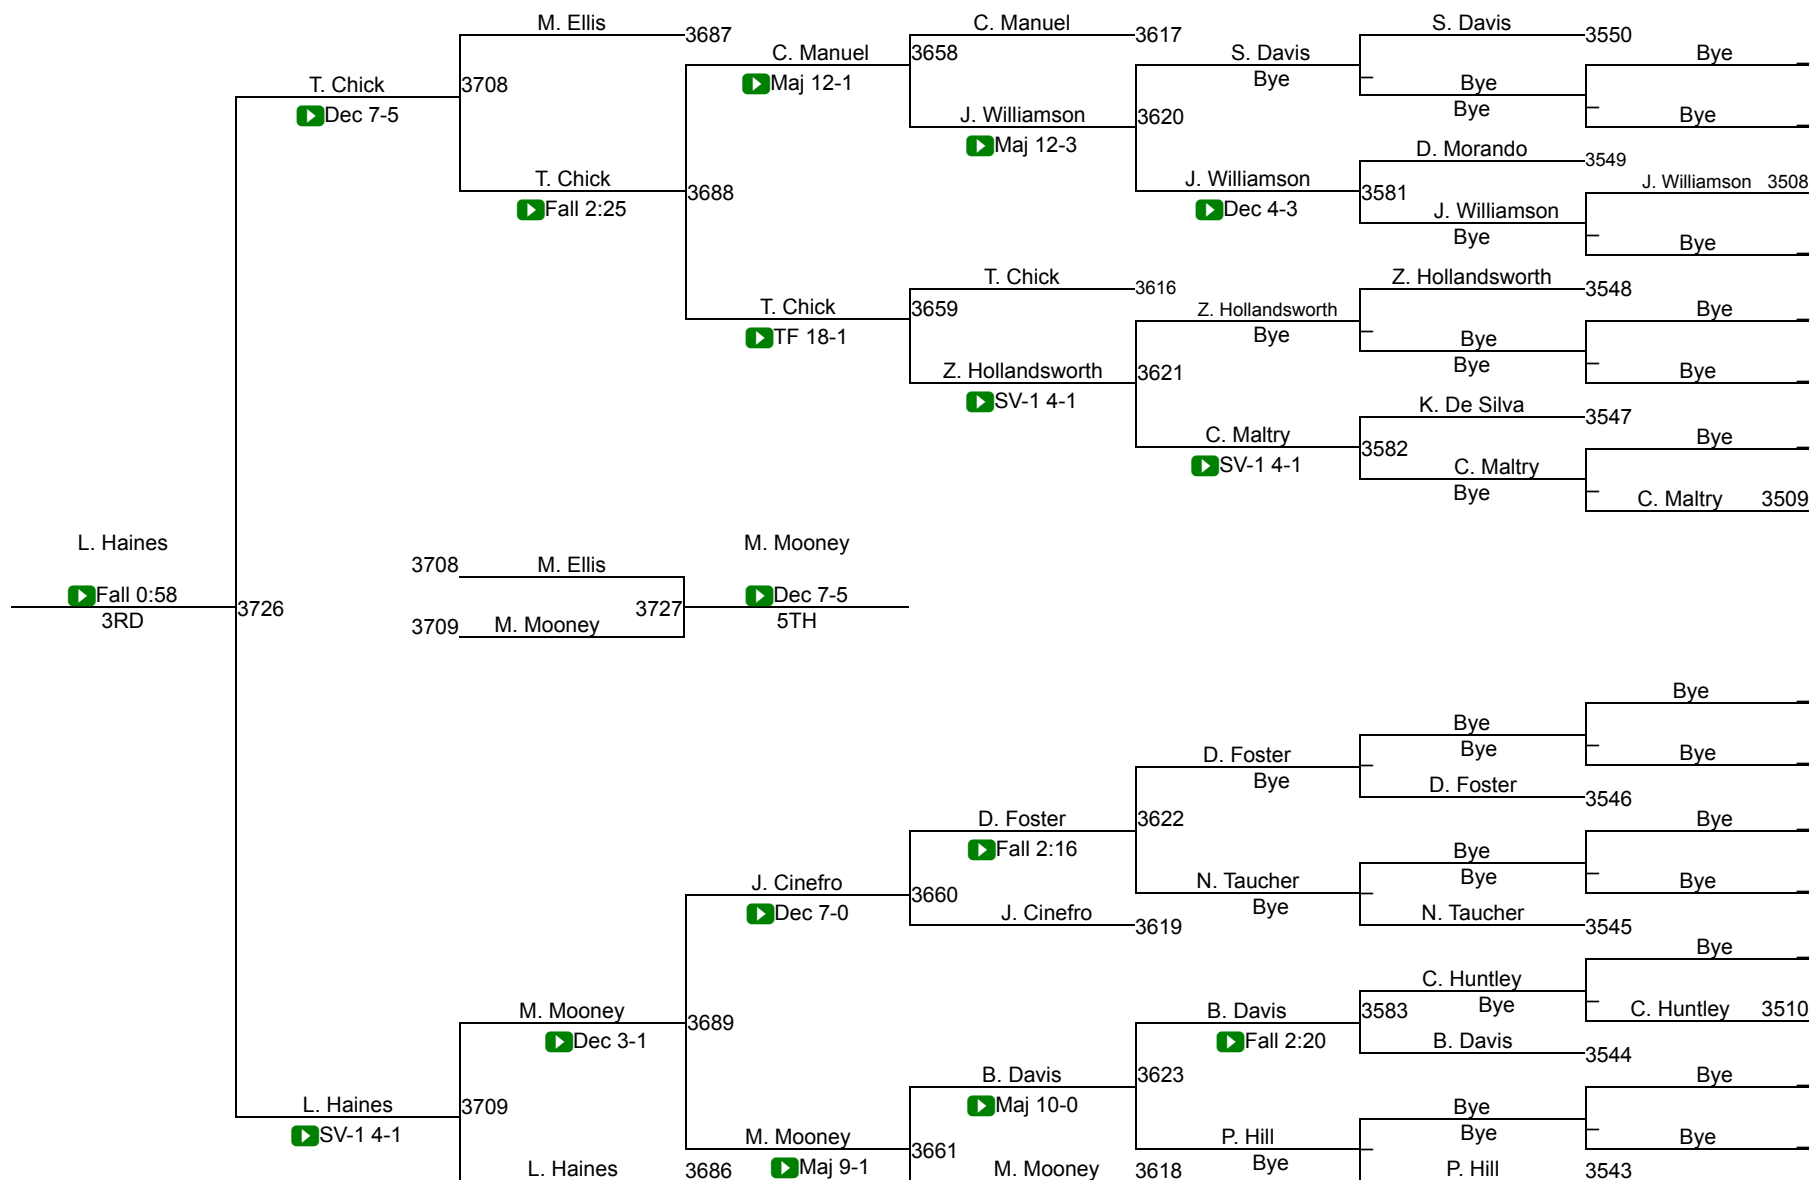 M. Ellis
3687
C. Manuel
3617
S. Davis
3550
C. Manuel
Maj 12-1
3658
S. Davis
Bye
Bye
T. Chick
Dec 7-5
3708
Bye
Bye
J. Williamson
Maj 12-3
3620
Bye
D. Morando
3549
T. Chick
Fall 2:25
3688
J. Williamson
Dec 4-3
3581
J. Williamson 3508
J. Williamson
Bye
Bye
T. Chick
3616
Z. Hollandsworth
3548
T. Chick
TF 18-1
3659
Z. Hollandsworth
Bye
Bye
Bye
Bye
Z. Hollandsworth
SV-1 4-1
3621
Bye
K. De Silva
3547
C. Maltry
SV-1 4-1
3582
Bye
C. Maltry
Bye
C. Maltry 3509
L. Haines
Fall 0:58
3RD
3726
3708
M. Ellis
3709
M. Mooney
3727
M. Mooney
Dec 7-5
5TH
Bye
Bye
Bye
Bye
D. Foster
Bye
D. Foster
3546
D. Foster
Fall 2:16
3622
Bye
Bye
Bye
Bye
J. Cinefro
Dec 7-0
3660
N. Taucher
Bye
N. Taucher
3545
J. Cinefro
3619
Bye
C. Huntley
Bye
C. Huntley 3510
M. Mooney
Dec 3-1
3689
B. Davis
Fall 2:20
3583
B. Davis
3544
B. Davis
Maj 10-0
3623
Bye
Bye
Bye
Bye
L. Haines
SV-1 4-1
3709
M. Mooney
Maj 9-1
3661
P. Hill
Bye
L. Haines
3686
M. Mooney
3618
P. Hill
3543